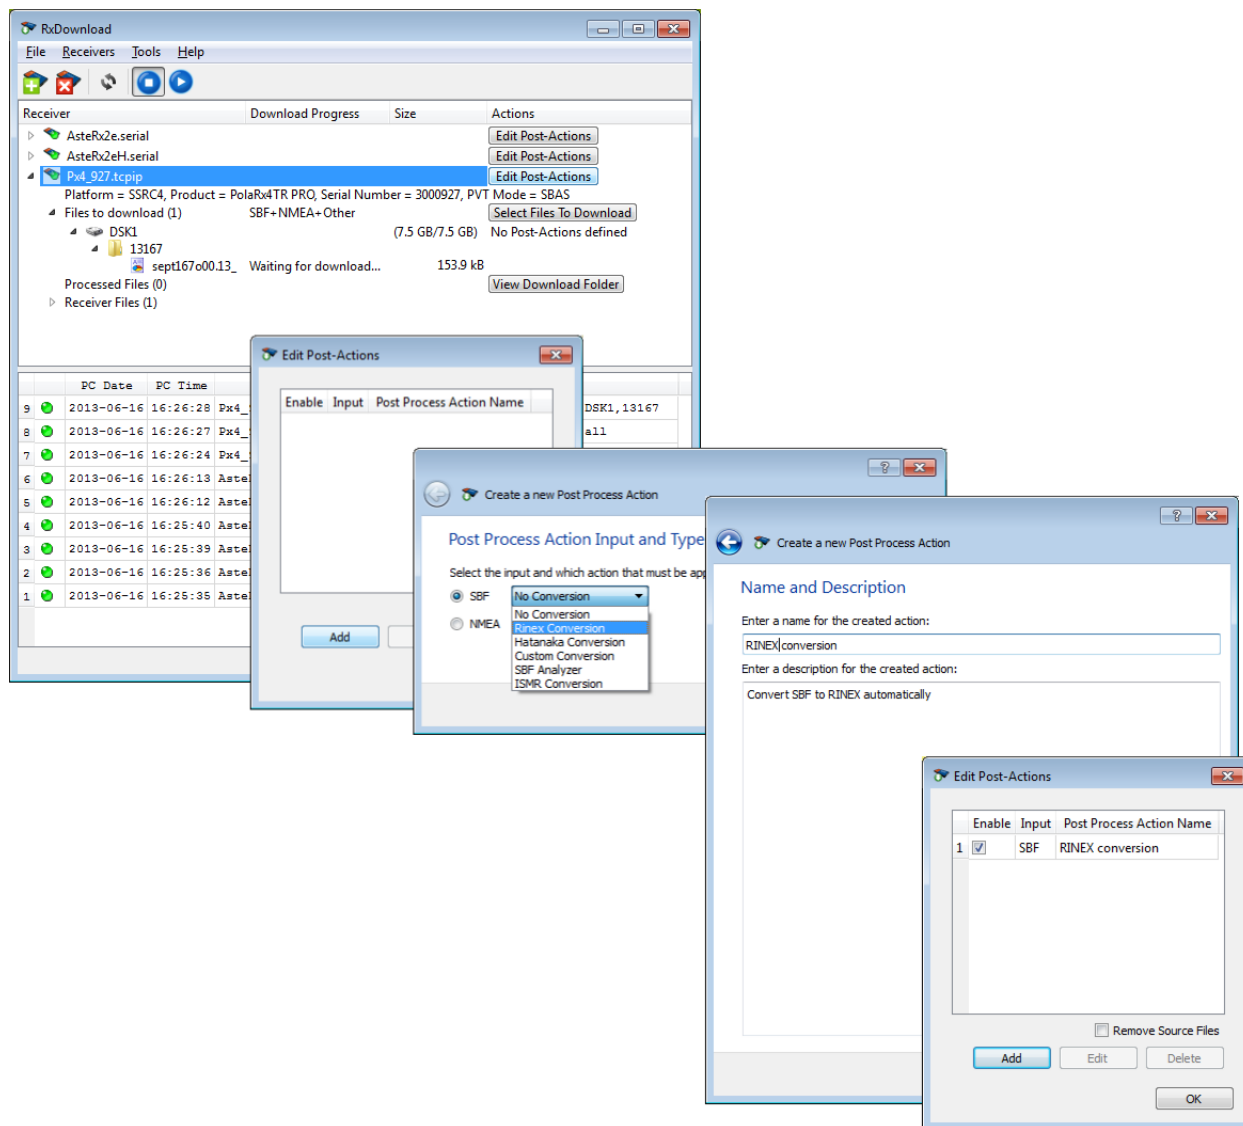 RxDownload
File Receivers Tools Help
Receiver Download Progress Size Actions
AsteRx2e.serial Edit Post-Actions
AsteRx2eH.serial Edit Post-Actions
Px4_927.tcpip Edit Post-Actions
Platform = SSRC4, Product = PolaRx4TR PRO, Serial Number = 3000927, PVT Mode = SBAS
Files to download (1) SBF+NMEA+Other Select Files To Download
DSK1 (7.5 GB/7.5 GB) No Post-Actions defined
13167
sept167o00.13_ Waiting for download... 153.9 kB
Processed Files (0) View Download Folder
Receiver Files (1)
PC Date PC Time
9 2013-06-16 16:26:28 Px4_ DSK1,13167
8 2013-06-16 16:26:27 Px4_ all
7 2013-06-16 16:26:24 Px4_
6 2013-06-16 16:26:13 Aste
5 2013-06-16 16:26:12 Aste
4 2013-06-16 16:25:40 Aste
3 2013-06-16 16:25:39 Aste
2 2013-06-16 16:25:36 Aste
1 2013-06-16 16:25:35 Aste
Edit Post-Actions
Enable Input Post Process Action Name
Add
Create a new Post Process Action
Post Process Action Input and Type
Select the input and which action that must be app
SBF No Conversion
NMEA
No Conversion
Rinex Conversion
Hatanaka Conversion
Custom Conversion
SBF Analyzer
ISMR Conversion
Create a new Post Process Action
Name and Description
Enter a name for the created action:
RINEX conversion
Enter a description for the created action:
Convert SBF to RINEX automatically
Edit Post-Actions
Enable Input Post Process Action Name
1 SBF RINEX conversion
Remove Source Files
Add Edit Delete
OK